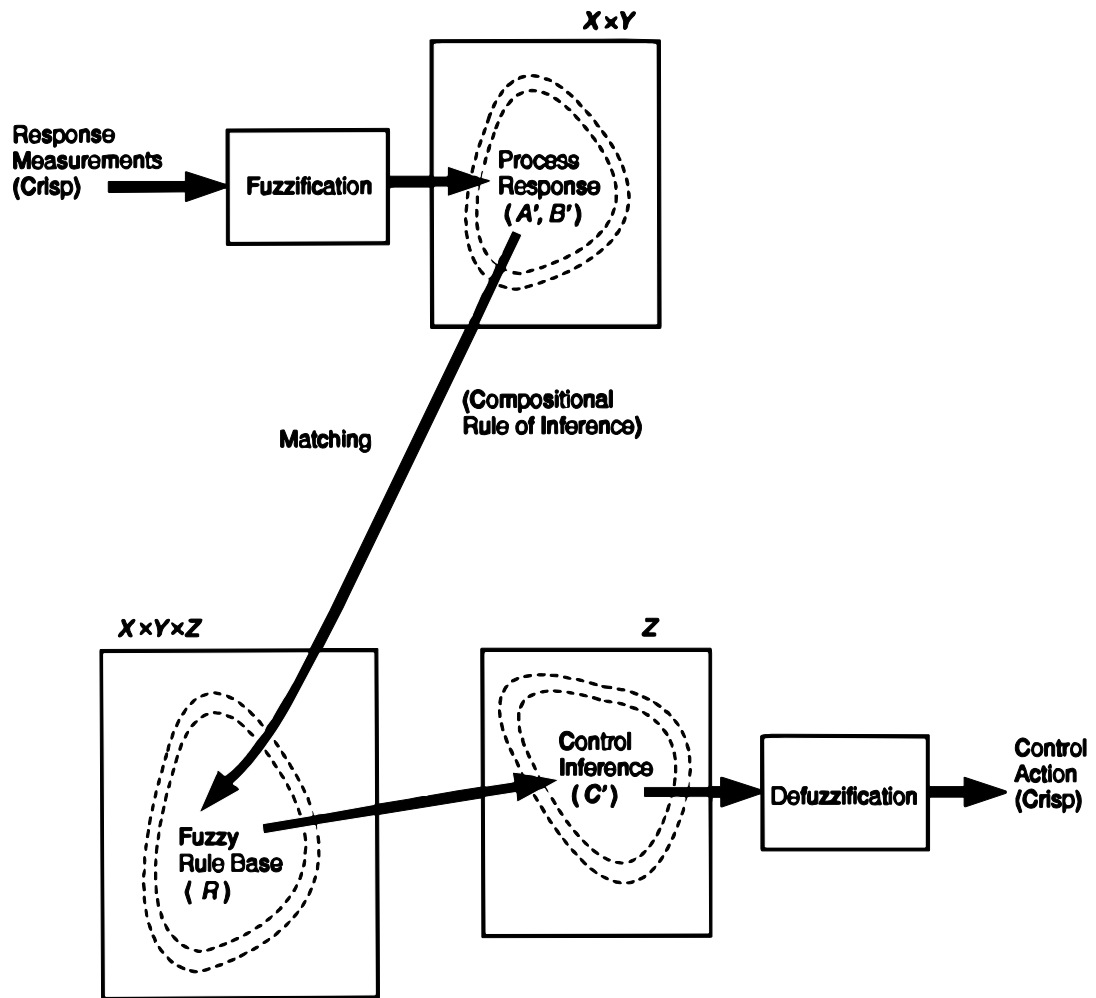 X×Y
Response
Measurements
(Crisp)
Fuzzification
Process
Response
(A', B')
(Compositional
Rule of Inference)
Matching
X×Y×Z
Z
Control
Inference
(C')
Defuzzification
Control
Action
(Crisp)
Fuzzy
Rule Base
(R)